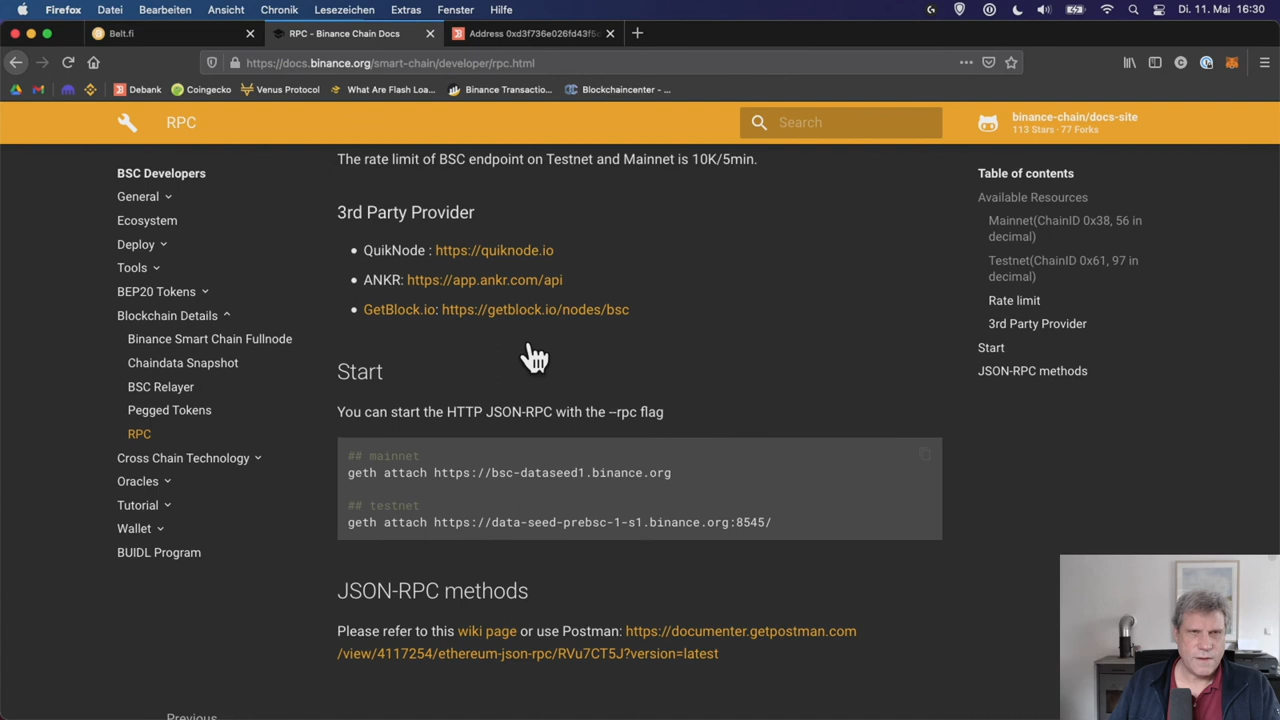 Firefox Datei Bearbeiten Ansicht Chronik Lesezeichen Extras Fenster Hilfe Di. 11. Mai 16:30
Belt.fi RPC - Binance Chain Docs Address 0xd3f736e026fd43f5
https://docs.binance.org/smart-chain/developer/rpc.html
Debank Coingecko Venus Protocol What Are Flash Loa... Binance Transactio... Blockchaincenter - ...
RPC
Search
binance-chain/docs-site
113 Stars · 77 Forks
BSC Developers
General
Ecosystem
Deploy
Tools
BEP20 Tokens
Blockchain Details
Binance Smart Chain Fullnode
Chaindata Snapshot
BSC Relayer
Pegged Tokens
RPC
Cross Chain Technology
Oracles
Tutorial
Wallet
BUIDL Program
The rate limit of BSC endpoint on Testnet and Mainnet is 10K/5min.
3rd Party Provider
• QuikNode : https://quiknode.io
• ANKR: https://app.ankr.com/api
• GetBlock.io: https://getblock.io/nodes/bsc
Start
You can start the HTTP JSON-RPC with the --rpc flag
## mainnet
geth attach https://bsc-dataseed1.binance.org
## testnet
geth attach https://data-seed-prebsc-1-s1.binance.org:8545/
JSON-RPC methods
Please refer to this wiki page or use Postman: https://documenter.getpostman.com
/view/4117254/ethereum-json-rpc/RVu7CT5J?version=latest
Previous
Table of contents
Available Resources
Mainnet(ChainID 0x38, 56 in
decimal)
Testnet(ChainID 0x61, 97 in
decimal)
Rate limit
3rd Party Provider
Start
JSON-RPC methods